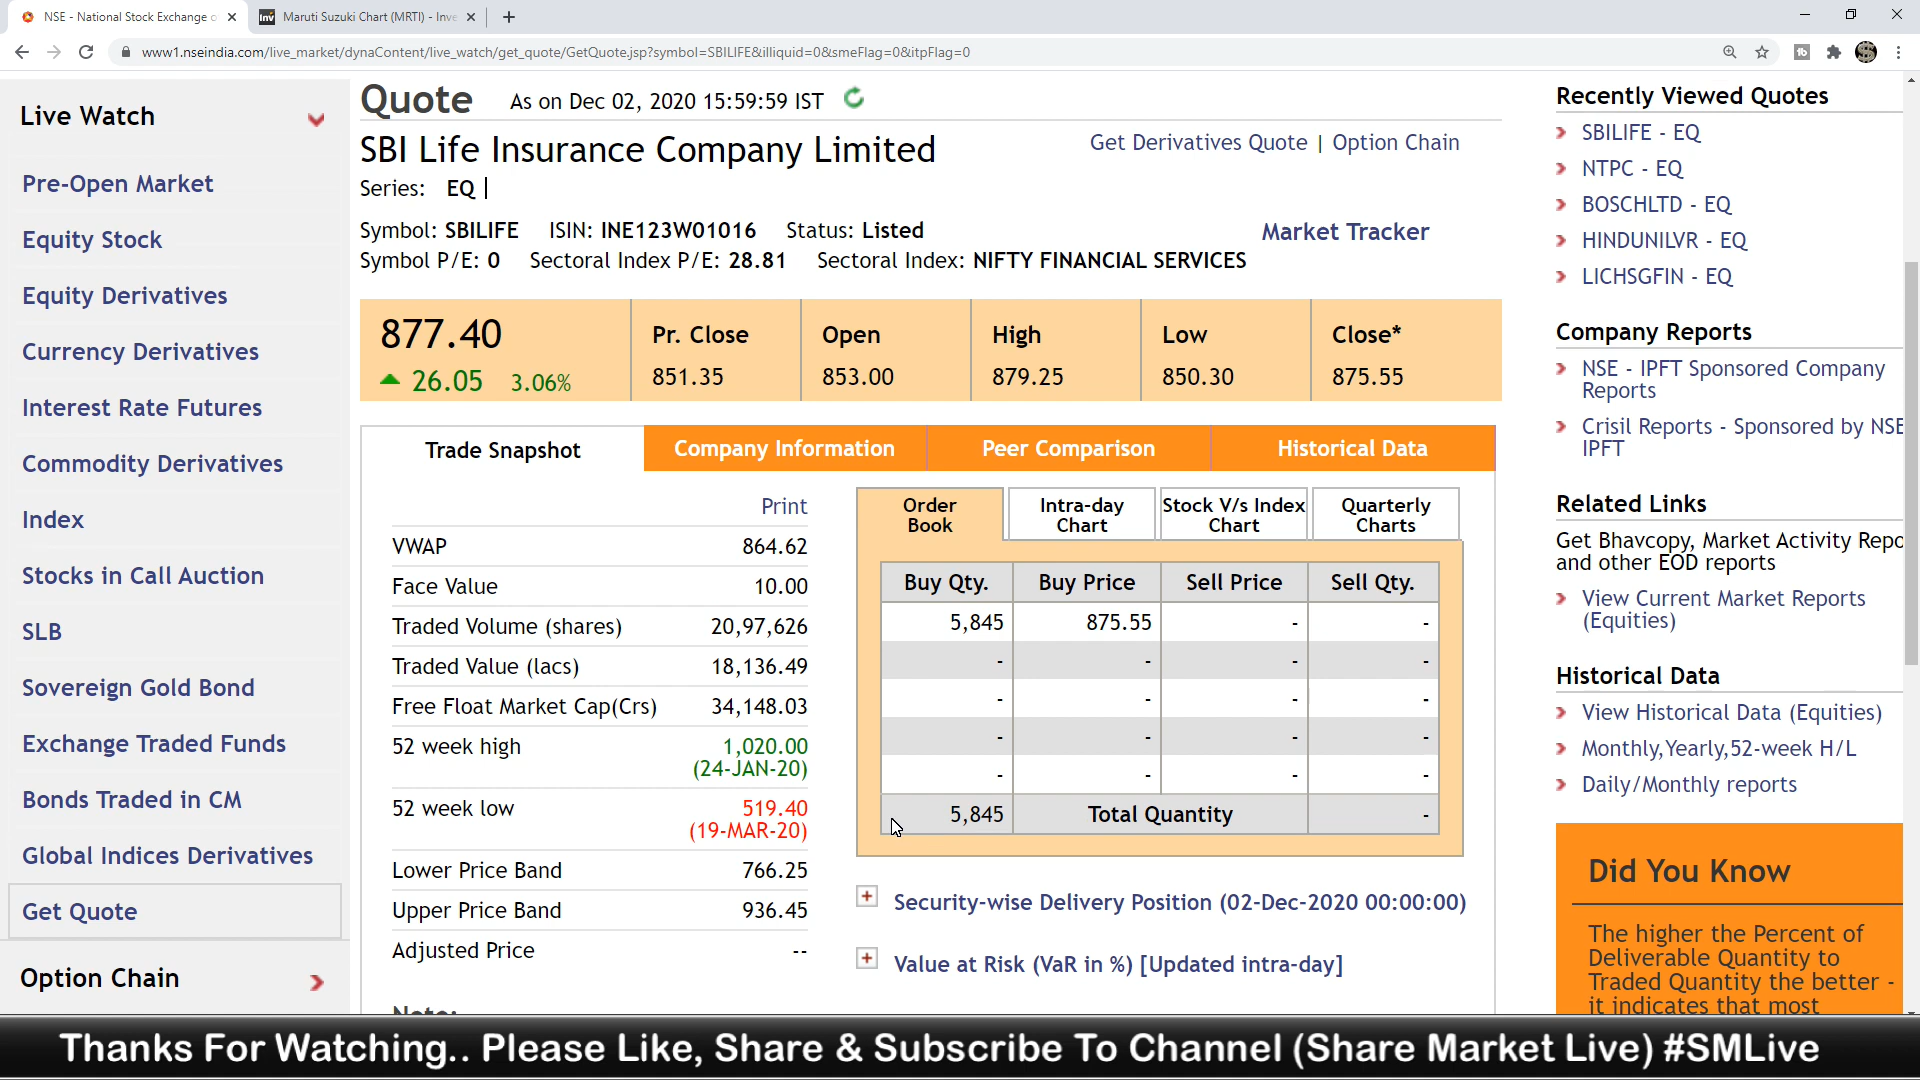 NSE - National Stock Exchange o
Maruti Suzuki Chart (MRTI) - Inve
www1.nseindia.com/live_market/dynaContent/live_watch/get_quote/GetQuote.jsp?symbol=SBILIFE&illiquid=0&smeFlag=0&itpFlag=0
Live Watch
Pre-Open Market
Equity Stock
Equity Derivatives
Currency Derivatives
Interest Rate Futures
Commodity Derivatives
Index
Stocks in Call Auction
SLB
Sovereign Gold Bond
Exchange Traded Funds
Bonds Traded in CM
Global Indices Derivatives
Get Quote
Option Chain
Quote As on Dec 02, 2020 15:59:59 IST
SBI Life Insurance Company Limited
Get Derivatives Quote | Option Chain
Series: EQ |
Symbol: SBILIFE ISIN: INE123W01016 Status: Listed
Market Tracker
Symbol P/E: 0 Sectoral Index P/E: 28.81 Sectoral Index: NIFTY FINANCIAL SERVICES
877.40 Pr. Close Open High Low Close*
26.05 3.06% 851.35 853.00 879.25 850.30 875.55
Trade Snapshot Company Information Peer Comparison Historical Data
Print
VWAP 864.62
Face Value 10.00
Traded Volume (shares) 20,97,626
Traded Value (lacs) 18,136.49
Free Float Market Cap(Crs) 34,148.03
52 week high 1,020.00
(24-JAN-20)
52 week low 519.40
(19-MAR-20)
Lower Price Band 766.25
Upper Price Band 936.45
Adjusted Price --
Order Intra-day Stock V/s Index Quarterly
Book Chart Chart Charts
Buy Qty. Buy Price Sell Price Sell Qty.
5,845 875.55 - -
- - - -
- - - -
- - - -
- - - -
5,845 Total Quantity -
Security-wise Delivery Position (02-Dec-2020 00:00:00)
Value at Risk (VaR in %) [Updated intra-day]
Recently Viewed Quotes
SBILIFE - EQ
NTPC - EQ
BOSCHLTD - EQ
HINDUNILVR - EQ
LICHSGFIN - EQ
Company Reports
NSE - IPFT Sponsored Company
Reports
Crisil Reports - Sponsored by NSE
IPFT
Related Links
Get Bhavcopy, Market Activity Repo
and other EOD reports
View Current Market Reports
(Equities)
Historical Data
View Historical Data (Equities)
Monthly,Yearly,52-week H/L
Daily/Monthly reports
Did You Know
The higher the Percent of
Deliverable Quantity to
Traded Quantity the better -
it indicates that most
Thanks For Watching.. Please Like, Share & Subscribe To Channel (Share Market Live) #SMLive